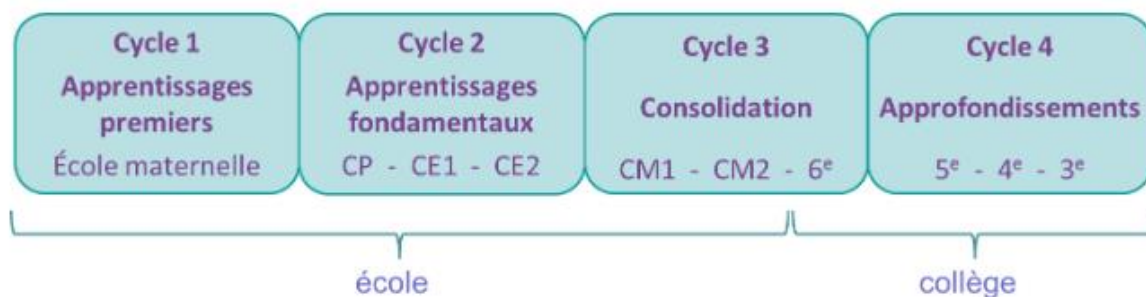 Cycle 1
Apprentissages
premiers
École maternelle
Cycle 2
Apprentissages
fondamentaux
CP - CE1 - CE2
Cycle 3
Consolidation
CM1 - CM2 - 6ᵉ
Cycle 4
Approfondissements
5ᵉ - 4ᵉ - 3ᵉ
école
collège